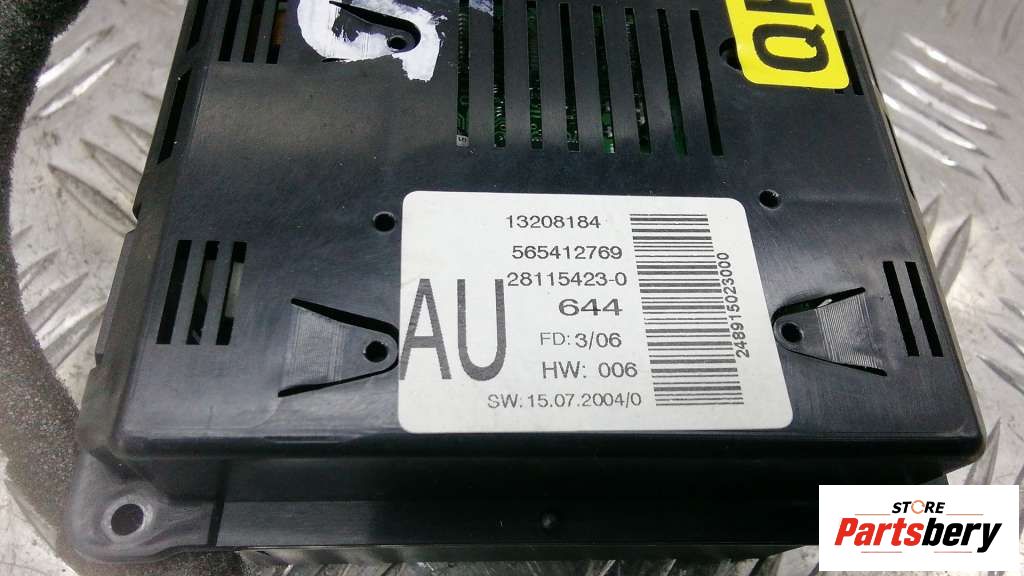 13208184
565412769
28115423-0
AU
644
FD: 3/06
HW: 006
SW: 15.07.2004/0
248915023000
STORE
Partsbery